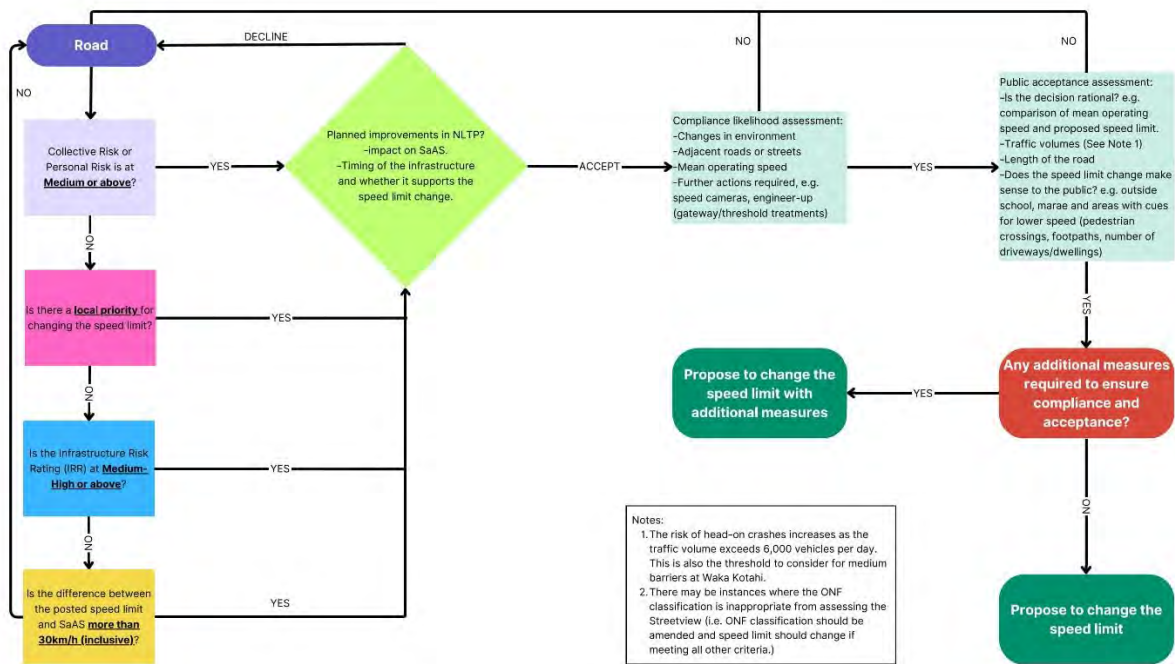 DECLINE
Road
NO
NO
NO
Collective Risk or
Personal Risk is at
Medium or above?
YES
Planned improvements in NLTP?
-impact on SaAS.
-Timing of the infrastructure
and whether it supports the
speed limit change.
ACCEPT
Compliance likelihood assessment:
-Changes in environment
-Adjacent roads or streets
-Mean operating speed
-Further actions required, e.g.
speed cameras, engineer-up
(gateway/threshold treatments)
YES
Public acceptance assessment:
-Is the decision rational? e.g.
comparison of mean operating
speed and proposed speed limit.
-Traffic volumes (See Note 1)
-Length of the road
-Does the speed limit change make
sense to the public? e.g. outside
school, marae and areas with cues
for lower speed (pedestrian
crossings, footpaths, number of
driveways/dwellings)
NO
Is there a local priority for
changing the speed limit?
YES
YES
NO
Propose to change the
speed limit with
additional measures
YES
Any additional measures
required to ensure
compliance and
acceptance?
Is the Infrastructure Risk
Rating (IRR) at Medium-
High or above?
YES
NO
NO
Is the difference between
the posted speed limit
and SaAS more than
30km/h (inclusive)?
YES
Notes:
1. The risk of head-on crashes increases as the
traffic volume exceeds 6,000 vehicles per day.
This is also the threshold to consider for medium
barriers at Waka Kotahi.
2. There may be instances where the ONF
classification is inappropriate from assessing the
Streetview (i.e. ONF classification should be
amended and speed limit should change if
meeting all other criteria.)
Propose to change the
speed limit